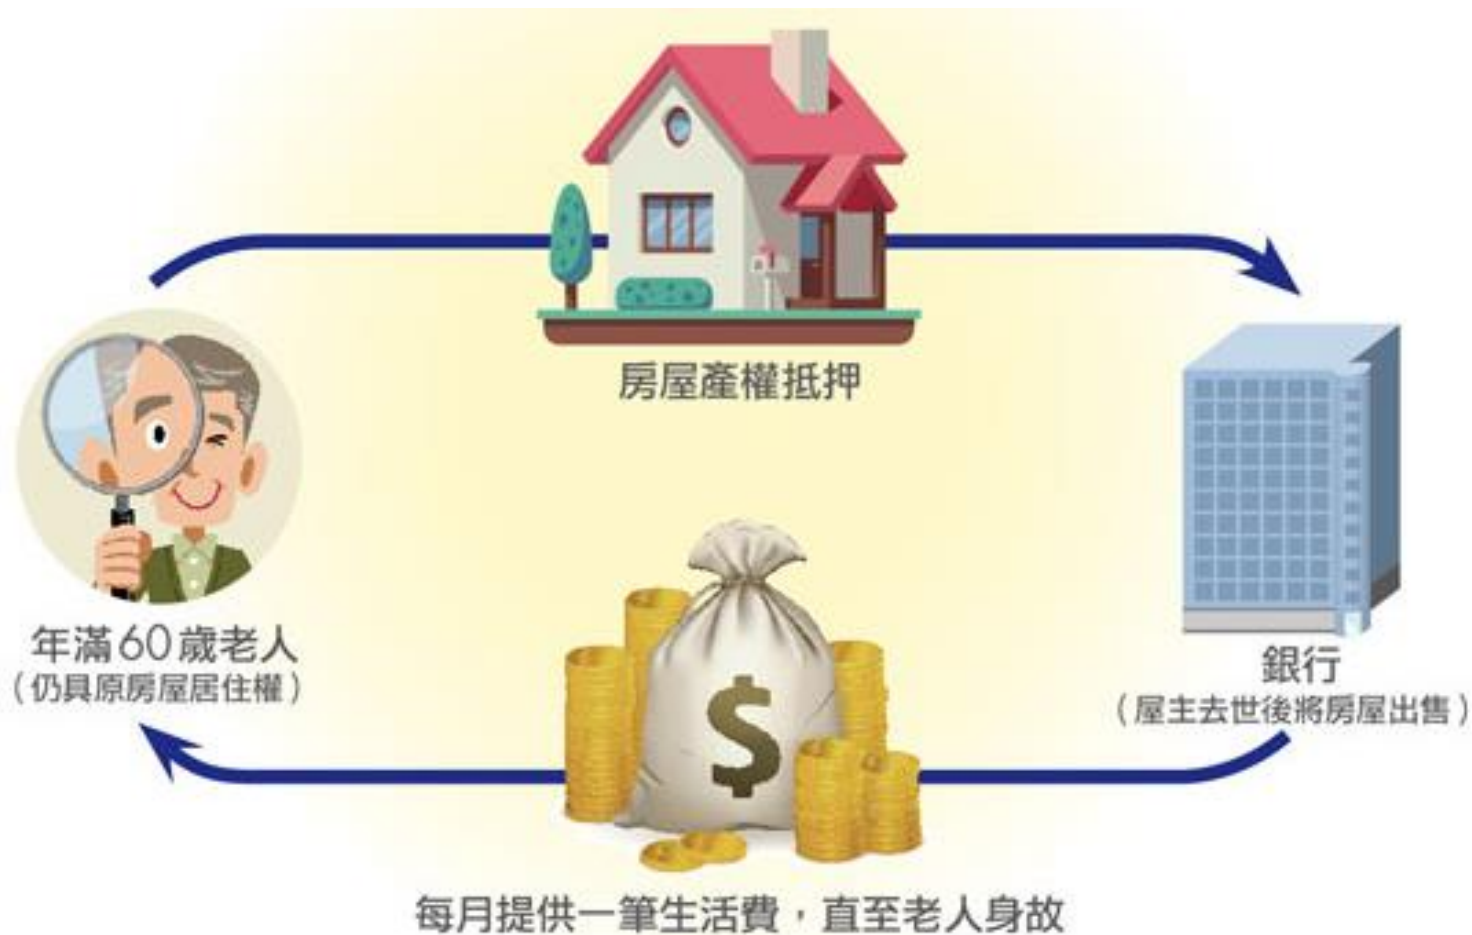 房屋產權抵押
年滿60歲老人
(仍具原房屋居住權)
銀行
(屋主去世後將房屋出售)
$
每月提供一筆生活費，直至老人身故